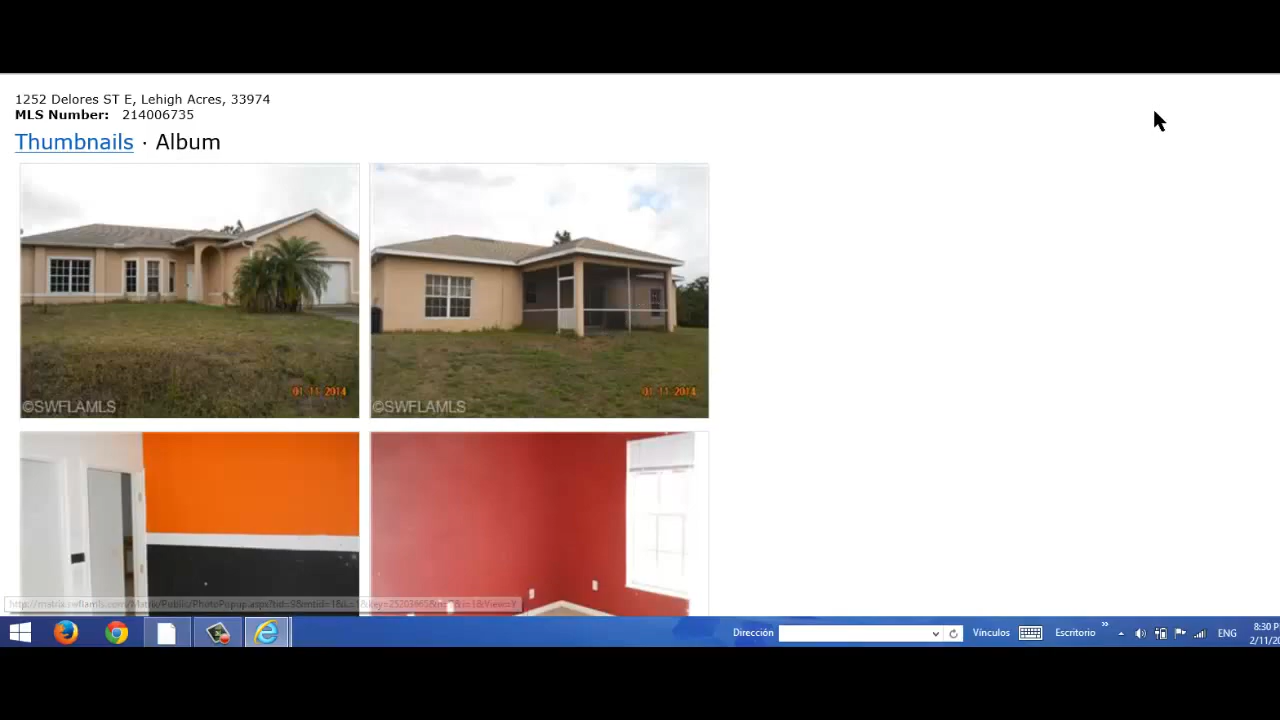 1252 Delores ST E, Lehigh Acres, 33974
MLS Number: 214006735
Thumbnails · Album
01 11 2014
01 11 2014
©SWFLAMLS
©SWFLAMLS
Dirección
Vínculos
Escritorio
ENG
8:30 P
2/11/20